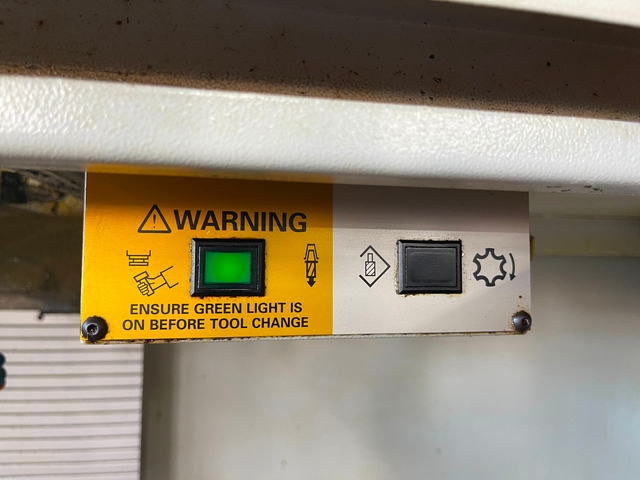 WARNING
ENSURE GREEN LIGHT IS
ON BEFORE TOOL CHANGE